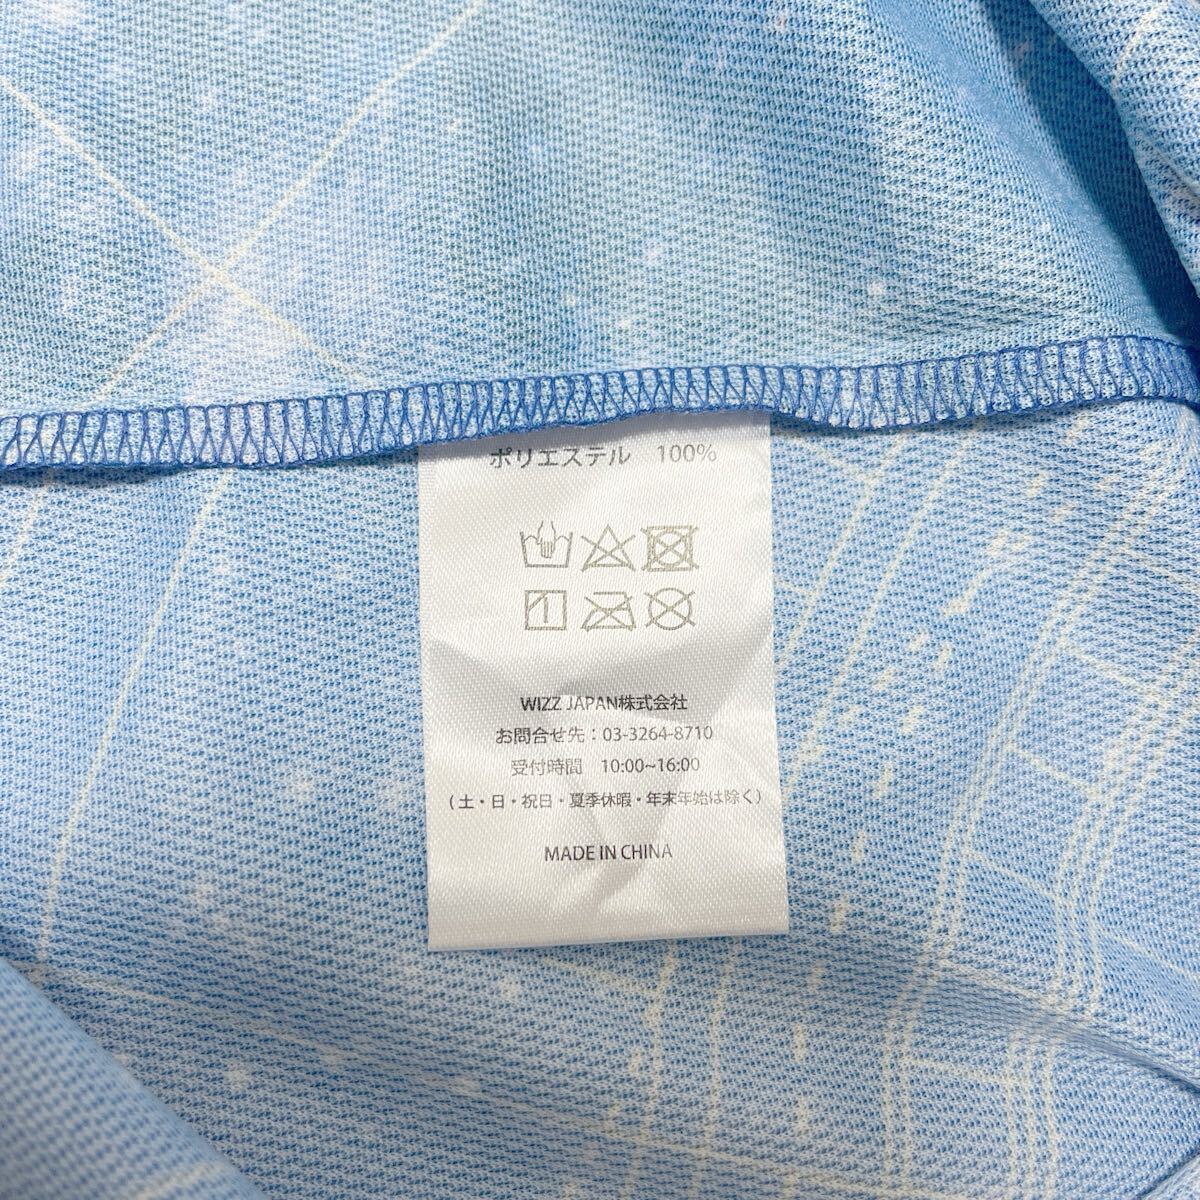 ポリエステル 100%
WIZZ JAPAN株式会社
お問合せ先：03-3264-8710
受付時間 10:00~16:00
(土・日・祝日・夏季休暇・年末年始は除く)
MADE IN CHINA